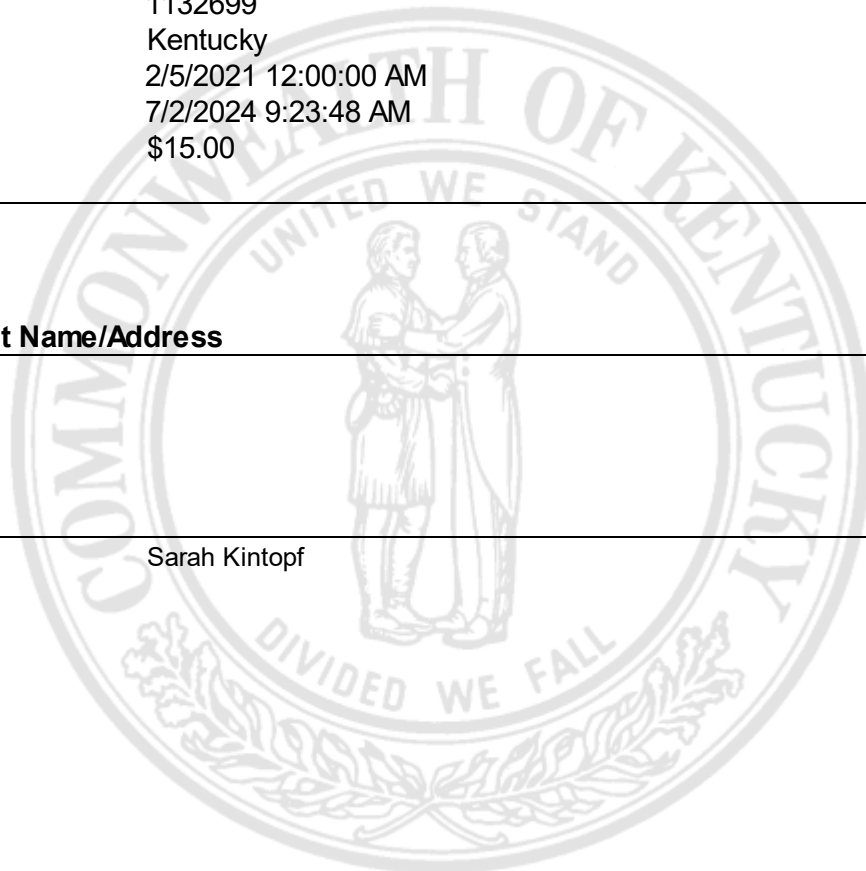 1132699
Kentucky
2/5/2021 12:00:00 AM
7/2/2024 9:23:48 AM
$15.00
COMMONWEALTH OF KENTUCKY
UNITED WE STAND
t Name/Address
Sarah Kintopf
DIVIDED WE FALL